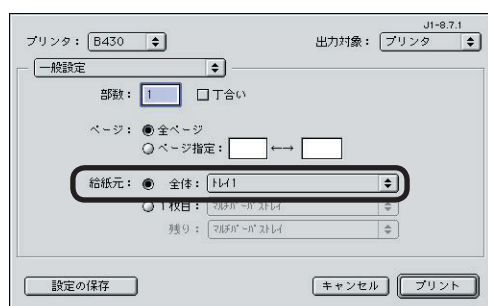 J1-8.7.1
プリンタ： B430 出力対象： プリンタ
一般設定
部数： 1 丁合い
ページ： 全ページ
ページ指定： ←→
給紙元： 全体： ﾄﾚｲ1
1 枚目： ﾏﾙﾁﾊﾟｰﾊﾟｽﾄﾚｲ
残り： ﾏﾙﾁﾊﾟｰﾊﾟｽﾄﾚｲ
設定の保存 キャンセル プリント